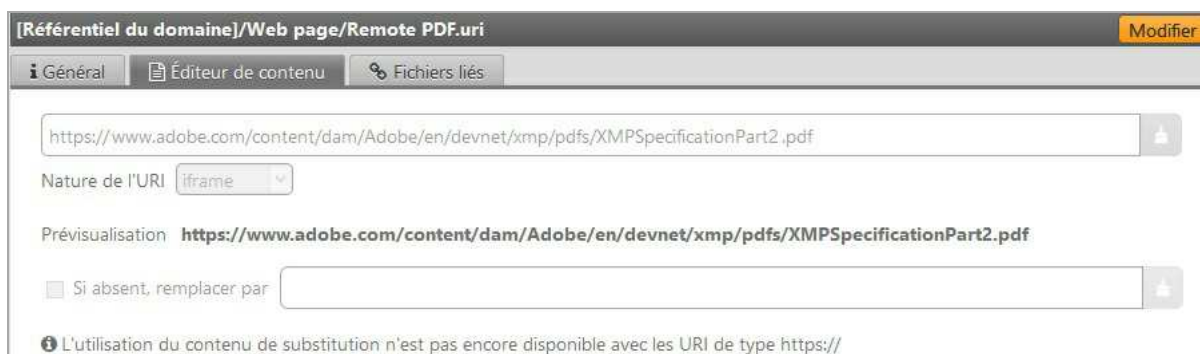 [Référentiel du domaine]/Web page/Remote PDF.uri
Modifier
Général
Éditeur de contenu
Fichiers liés
https://www.adobe.com/content/dam/Adobe/en/devnet/xmp/pdfs/XMPSpecificationPart2.pdf
Nature de l'URI iframe
Prévisualisation https://www.adobe.com/content/dam/Adobe/en/devnet/xmp/pdfs/XMPSpecificationPart2.pdf
Si absent, remplacer par
L'utilisation du contenu de substitution n'est pas encore disponible avec les URI de type https://